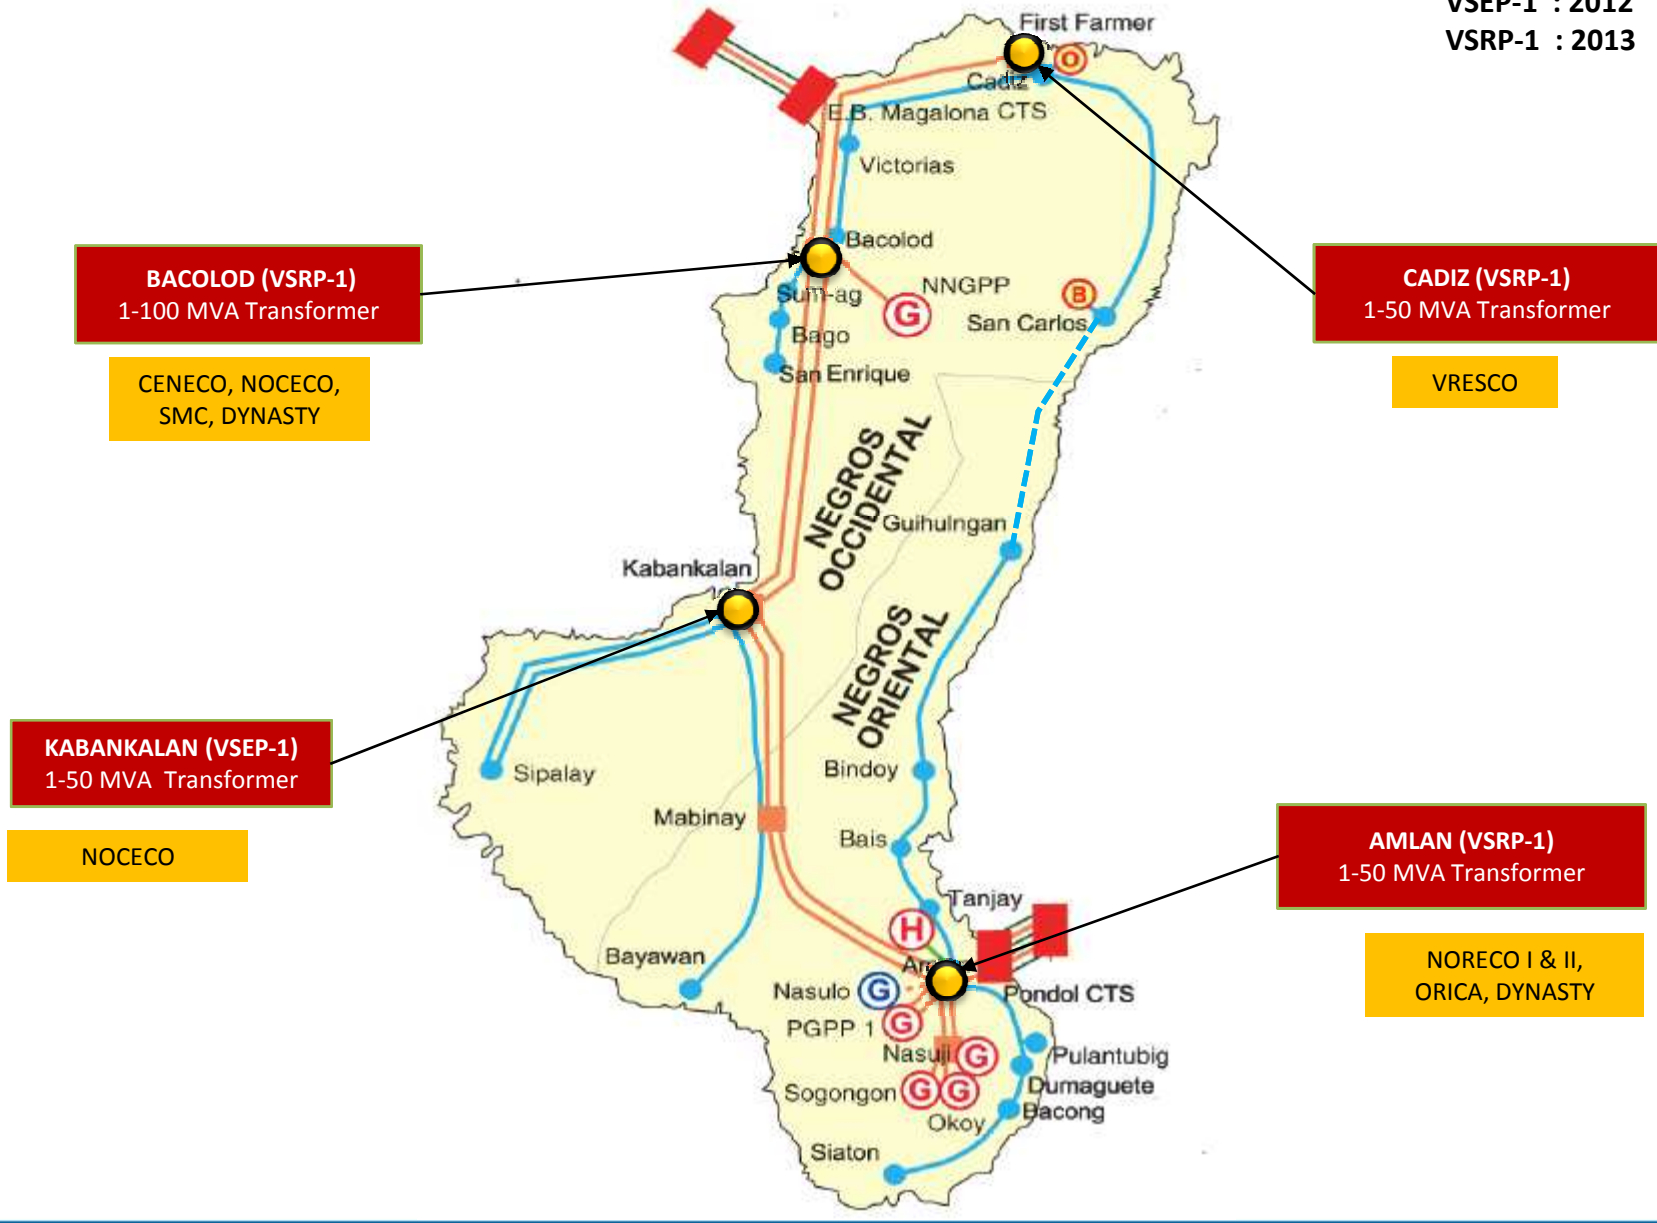 VSEP-1 : 2012
VSRP-1 : 2013
First Farmer
O
Cadiz
E.B. Magalona CTS
Victorias
Bacolod
BACOLOD (VSRP-1)
1-100 MVA Transformer
CENECO, NOCECO,
SMC, DYNASTY
CADIZ (VSRP-1)
1-50 MVA Transformer
VRESCO
Sum-ag
NNGPP
G
B
San Carlos
Bago
San Enrique
NEGROS
OCCIDENTAL
Guihulngan
Kabankalan
NEGROS
ORIENTAL
KABANKALAN (VSEP-1)
1-50 MVA Transformer
NOCECO
Sipalay
Bindoy
Mabinay
Bais
AMLAN (VSRP-1)
1-50 MVA Transformer
NORECO I & II,
ORICA, DYNASTY
Tanjay
H
Bayawan
Nasulo G
Pondol CTS
PGPP 1 G
Nasuji G
Pulantubig
Sogongon G G
Dumaguete
Bacong
Okoy
Siaton